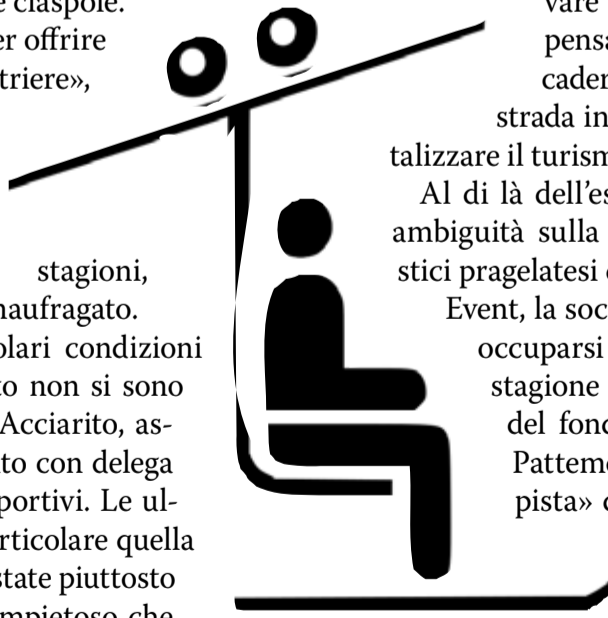 ciaspole.
er offrire
triere»,
stagioni,
naufragato.
olari condizioni
to non si sono
Acciarito, as-
to con delega
portivi. Le ul-
rticolare quella
state piuttosto
mpietoso che
vare
pensa
cader
strada in
talizzare il turism
Al di là dell'es
ambiguità sulla
stici pragelatesi
Event, la soc
occuparsi
stagione
del fond
Patteme
pista»